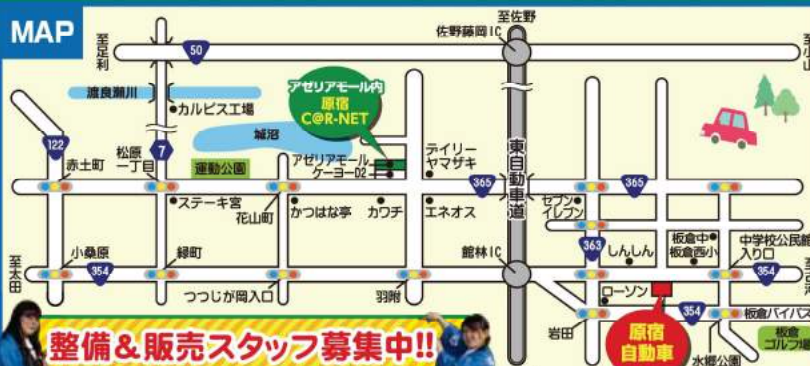 MAP
至佐野
佐野藤岡IC
至足利
50
至小山
渡良瀬川
カルピス工場
アゼリアモール内
原宿
C@R-NET
城沼
122
赤土町
松原
一丁目
7
運動公園
アゼリアモール
ケーヨーD2
デイリー
ヤマザキ
東自動車道
365
365
ステーキ宮
花山町
かつはな亭
カワチ
エネオス
セブン
イレブン
363
しんしん
板倉中
板倉西小
中学校公民館
入り口
小桑原
緑町
館林IC
至太田
354
354
至古河
つつじが岡入口
羽附
ローソン
岩田
354
板倉バイパス
原宿
自動車
水郷公園
板倉
ゴルフ場
整備&販売スタッフ募集中!!